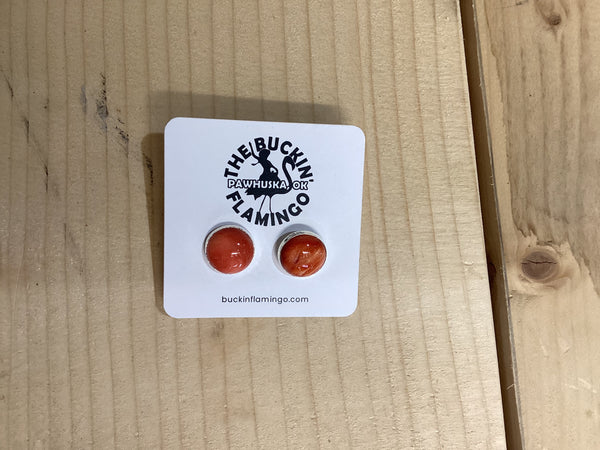 THE BUCKIN'
PAWHUSKA, OK
FLAMINGO
buckinflamingo.com